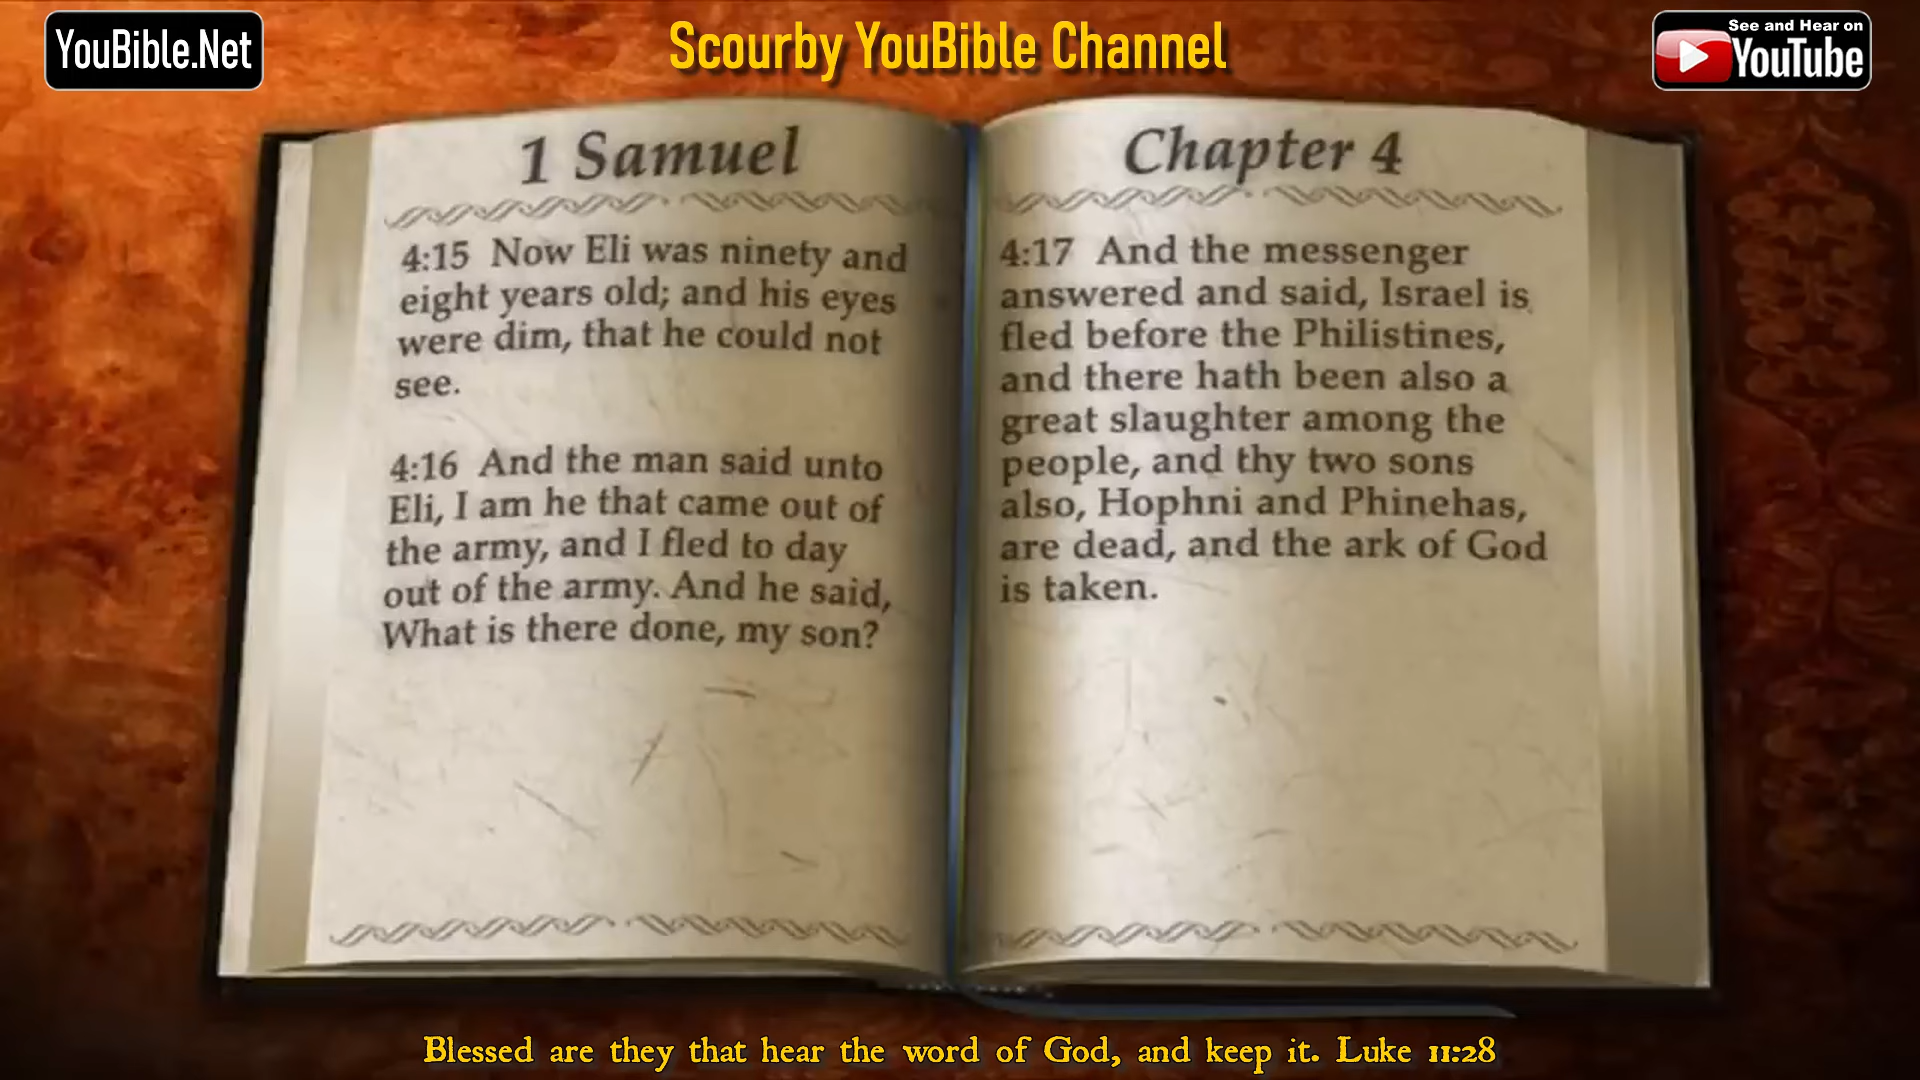 YouBible.Net
Scourby YouBible Channel
See and Hear on
YouTube
1 Samuel
4:15 Now Eli was ninety and
eight years old; and his eyes
were dim, that he could not
see.
4:16 And the man said unto
Eli, I am he that came out of
the army, and I fled to day
out of the army. And he said,
What is there done, my son?
Chapter 4
4:17 And the messenger
answered and said, Israel is
fled before the Philistines,
and there hath been also a
great slaughter among the
people, and thy two sons
also, Hophni and Phinehas,
are dead, and the ark of God
is taken.
Blessed are they that hear the word of God, and keep it. Luke 11:28